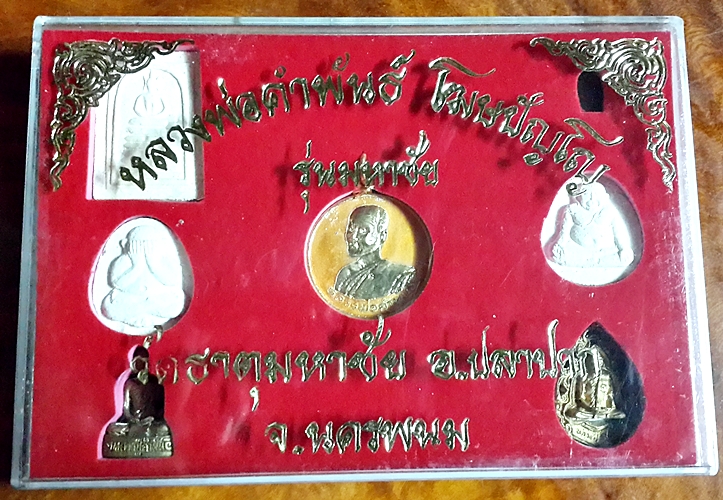 หลวงพ่อคำพันธ์ โฆษปัญโญ
รุ่นมหาชัย
วัดธาตุมหาชัย อ.ปลาปาก
จ.นครพนม